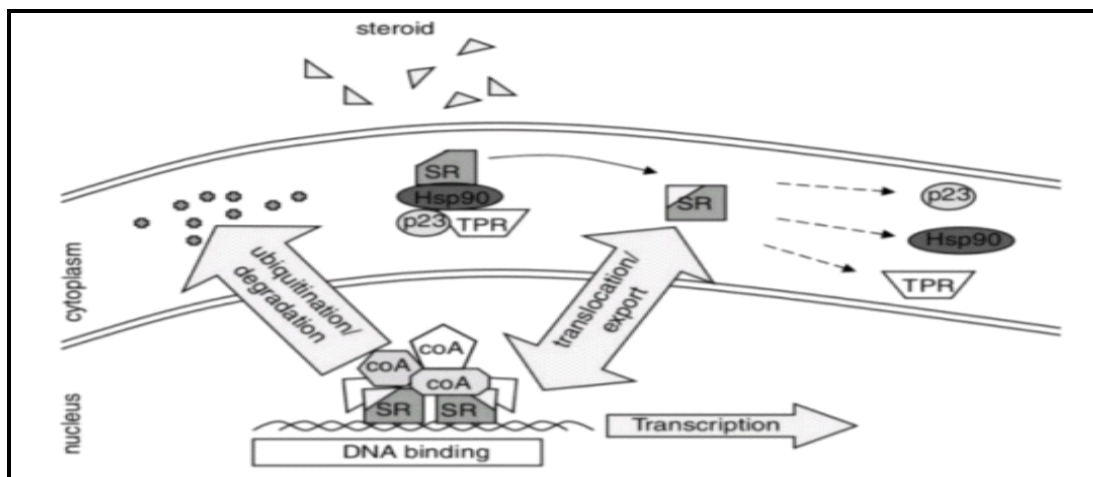 steroid
SR
Hsp90
p23 TPR
SR
p23
Hsp90
TPR
cytoplasm
ubiquitination/
degradation
translocation/
export
coA
coA
coA
SR SR
DNA binding
nucleus
Transcription